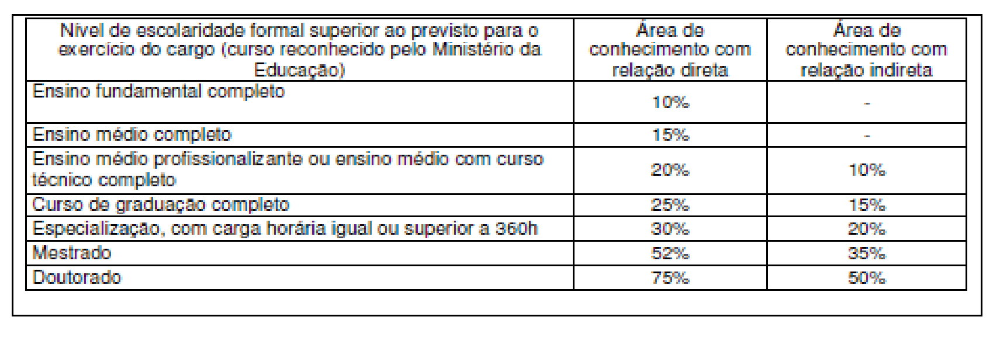 Nível de escolaridade formal superior ao previsto para o
exercício do cargo (curso reconhecido pelo Ministério da
Educação)
Área de
conhecimento com
relação direta
Área de
conhecimento com
relação indireta
Ensino fundamental completo
10%
-
Ensino médio completo
15%
-
Ensino médio profissionalizante ou ensino médio com curso
técnico completo
20%
10%
Curso de graduação completo
25%
15%
Especialização, com carga horária igual ou superior a 360h
30%
20%
Mestrado
52%
35%
Doutorado
75%
50%